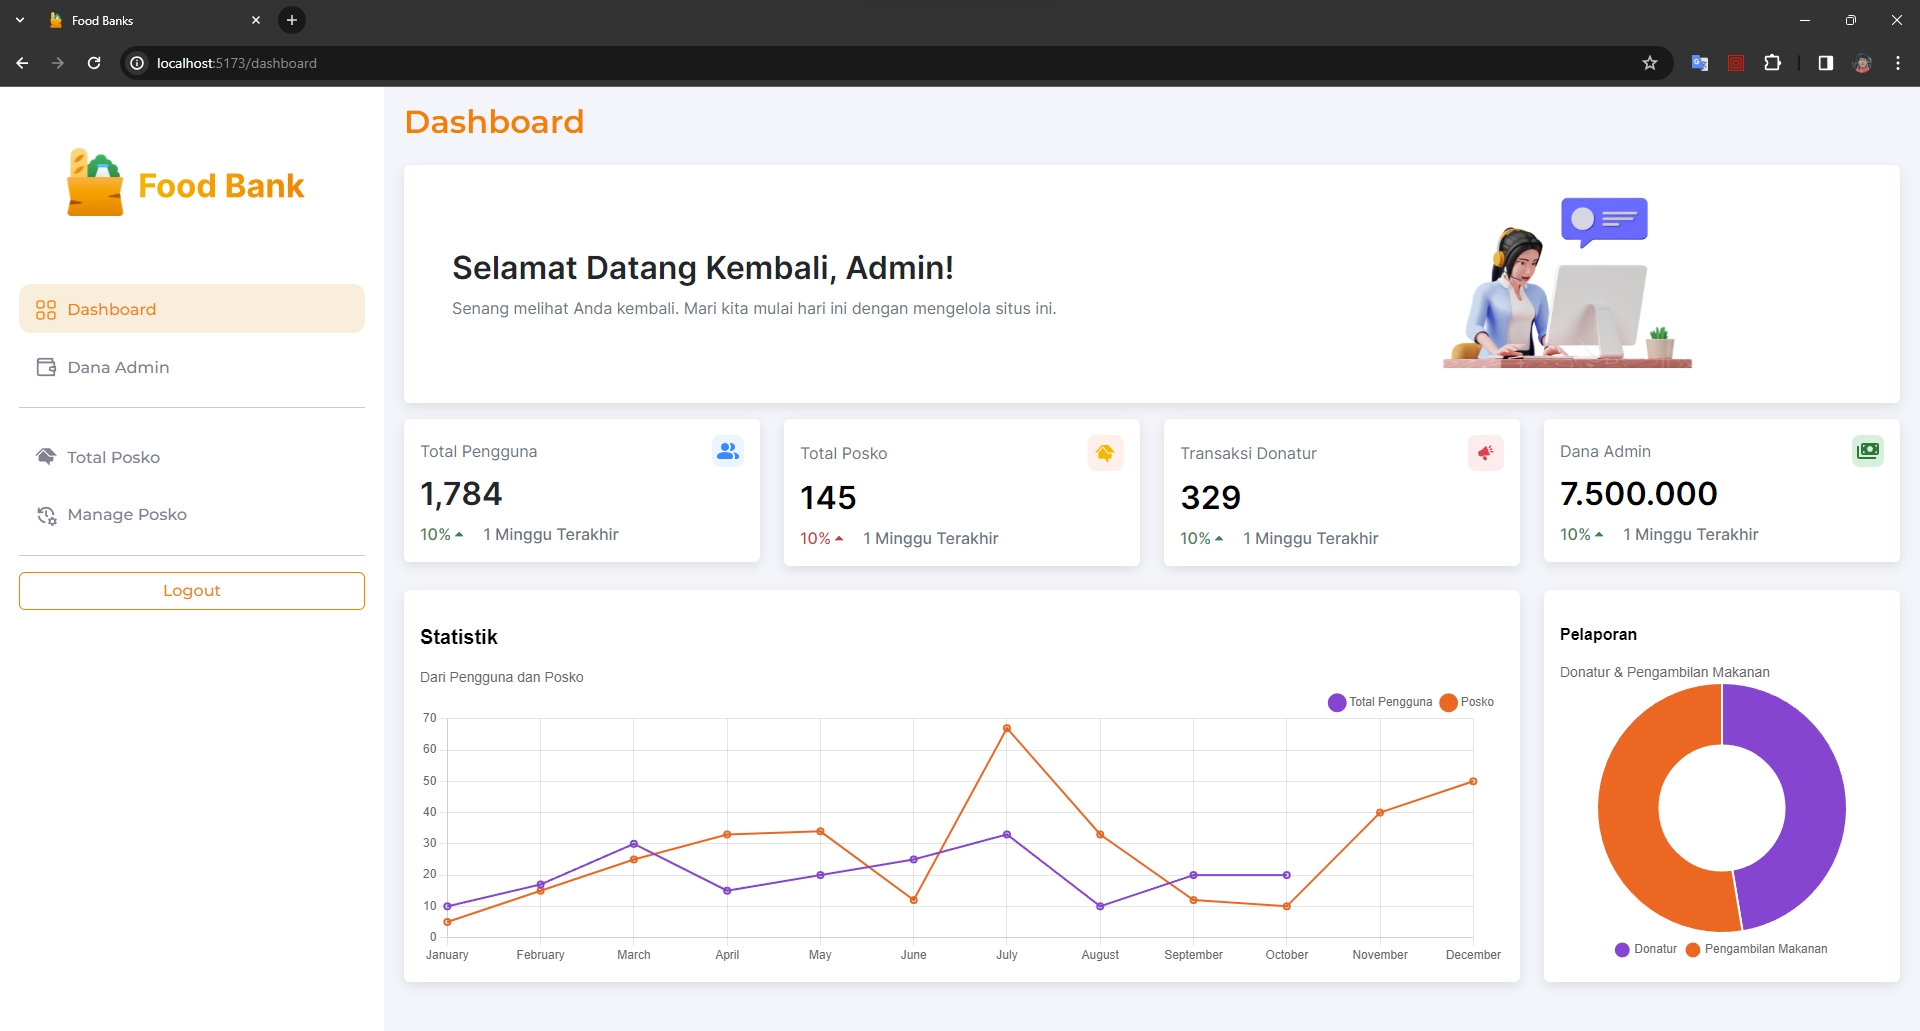 Food Banks
localhost:5173/dashboard
Food Bank
Dashboard
Dana Admin
Total Posko
Manage Posko
Logout
Dashboard
Selamat Datang Kembali, Admin!
Senang melihat Anda kembali. Mari kita mulai hari ini dengan mengelola situs ini.
Total Pengguna
1,784
10% 1 Minggu Terakhir
Total Posko
145
10% 1 Minggu Terakhir
Transaksi Donatur
329
10% 1 Minggu Terakhir
Dana Admin
7.500.000
10% 1 Minggu Terakhir
Statistik
Dari Pengguna dan Posko
Total Pengguna Posko
70
60
50
40
30
20
10
0
January February March April May June July August September October November December
Pelaporan
Donatur & Pengambilan Makanan
Donatur Pengambilan Makanan